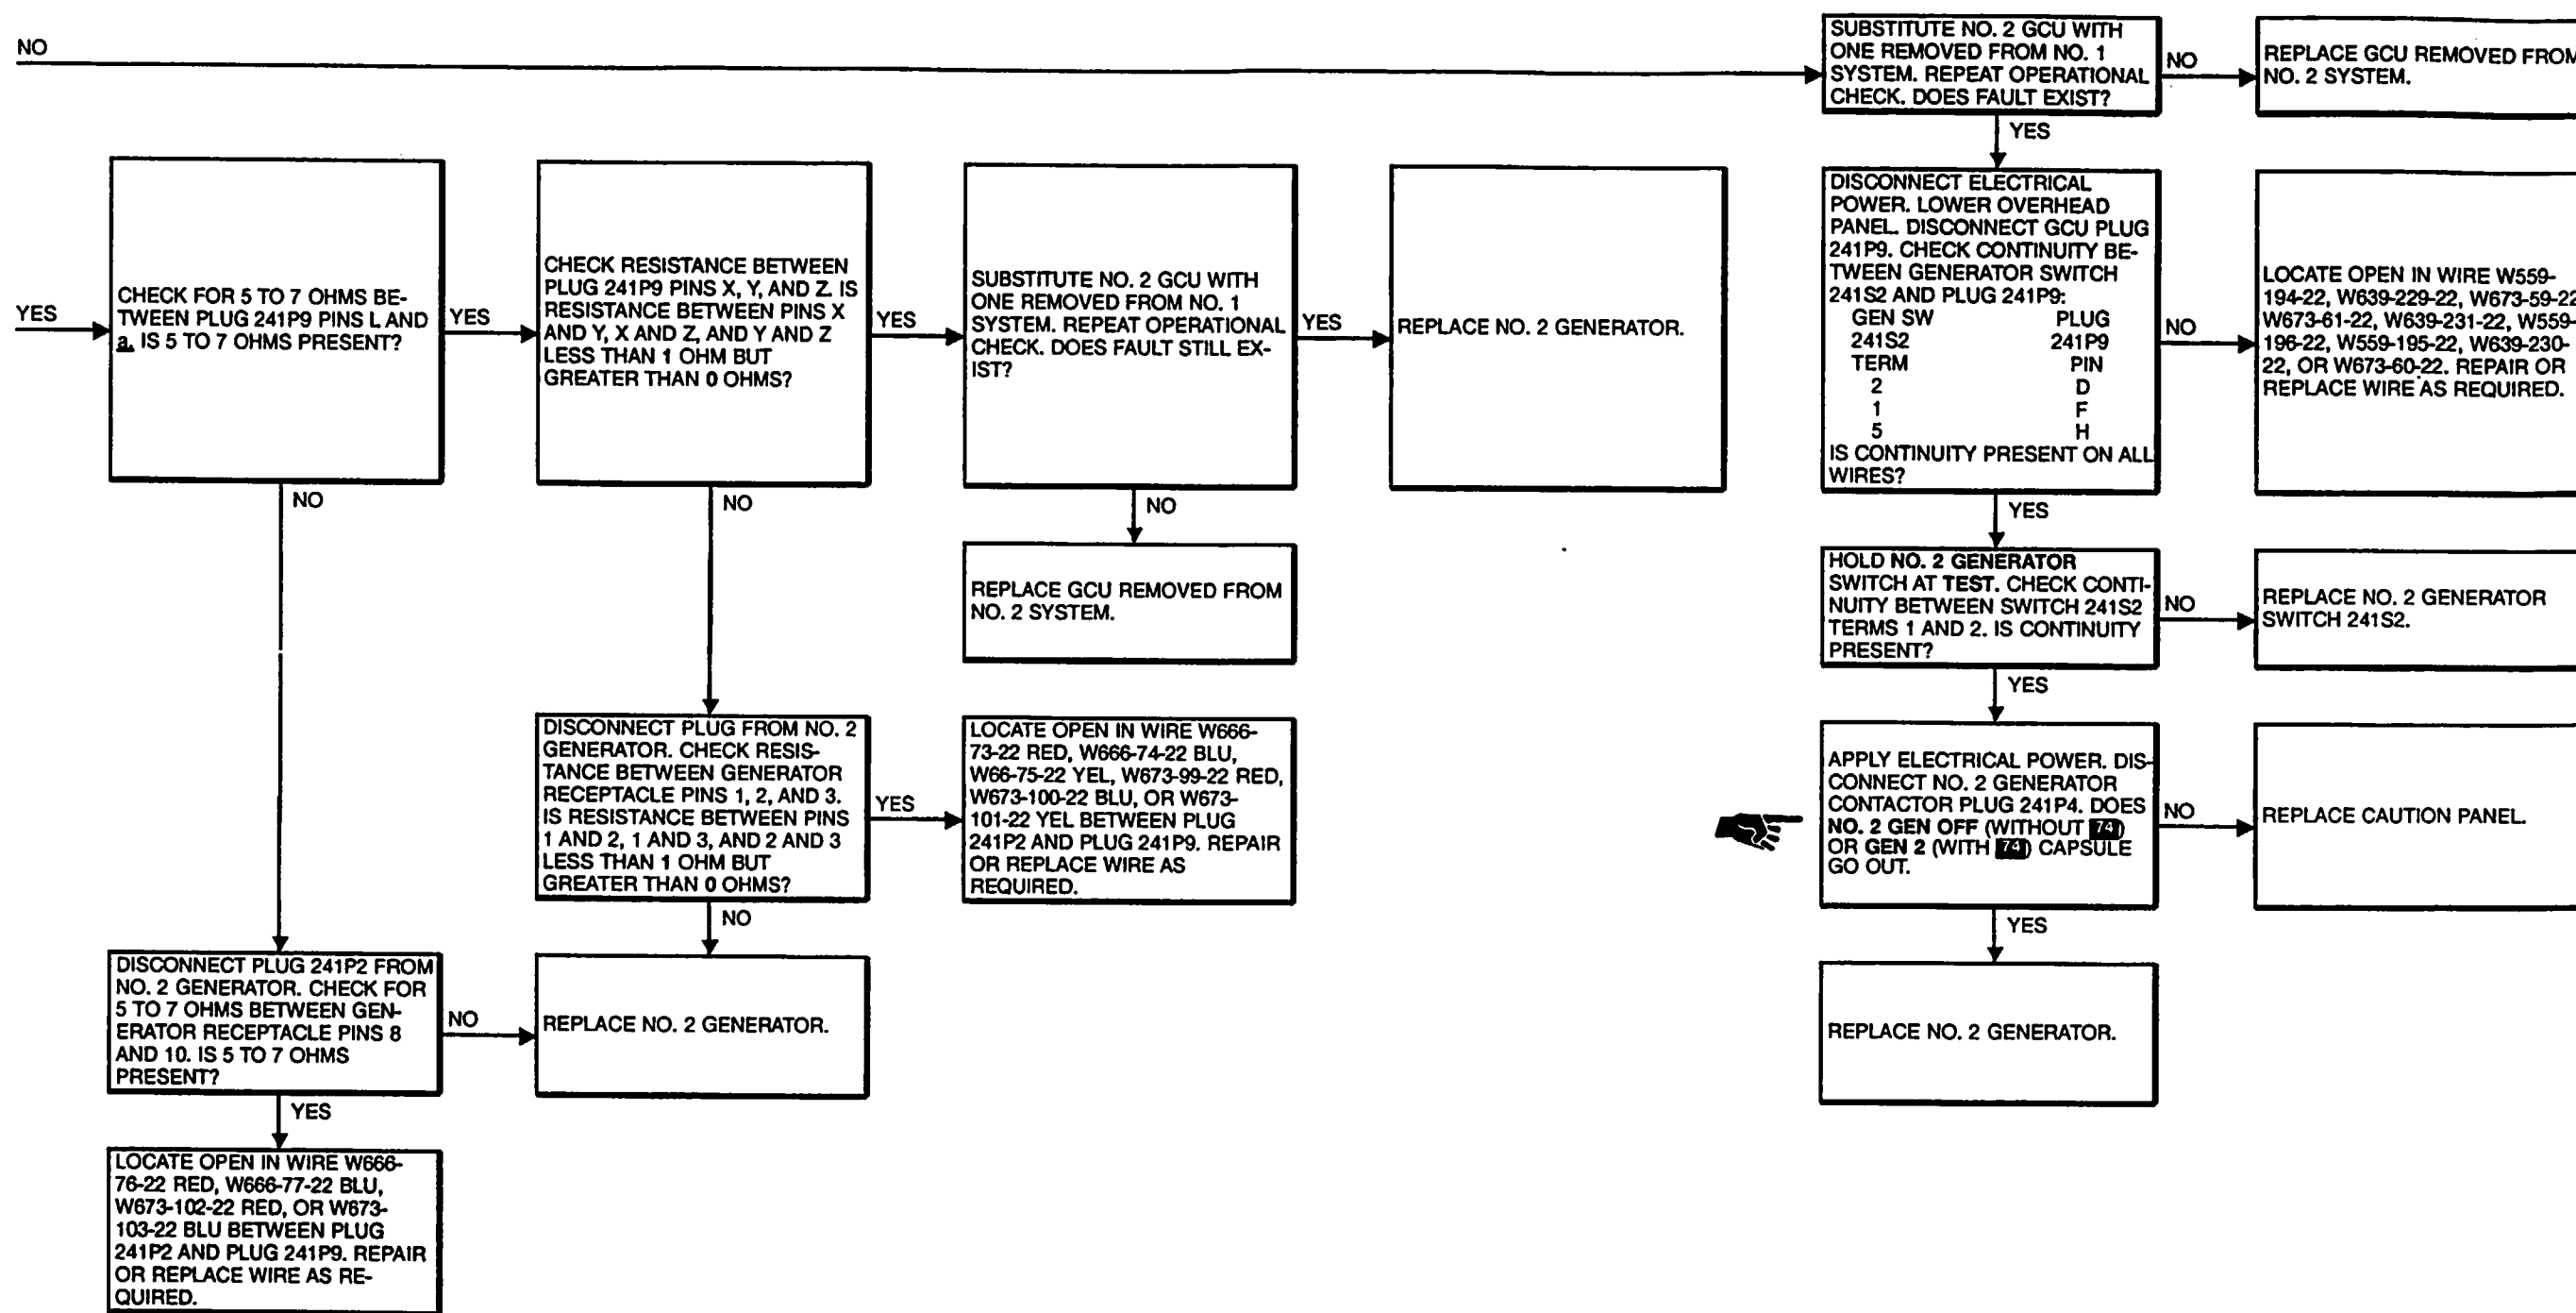 NO
SUBSTITUTE NO. 2 GCU WITH
ONE REMOVED FROM NO. 1
SYSTEM. REPEAT OPERATIONAL
CHECK. DOES FAULT EXIST?
NO
REPLACE GCU REMOVED FROM
NO. 2 SYSTEM.
YES
YES
CHECK FOR 5 TO 7 OHMS BE-
TWEEN PLUG 241P9 PINS L AND
a. IS 5 TO 7 OHMS PRESENT?
YES
CHECK RESISTANCE BETWEEN
PLUG 241P9 PINS X, Y, AND Z. IS
RESISTANCE BETWEEN PINS X
AND Y, X AND Z, AND Y AND Z
LESS THAN 1 OHM BUT
GREATER THAN 0 OHMS?
YES
SUBSTITUTE NO. 2 GCU WITH
ONE REMOVED FROM NO. 1
SYSTEM. REPEAT OPERATIONAL
CHECK. DOES FAULT STILL EX-
IST?
YES
REPLACE NO. 2 GENERATOR.
DISCONNECT ELECTRICAL
POWER. LOWER OVERHEAD
PANEL. DISCONNECT GCU PLUG
241P9. CHECK CONTINUITY BE-
TWEEN GENERATOR SWITCH
241S2 AND PLUG 241P9:
GEN SW PLUG
241S2 241P9
TERM PIN
2 D
1 F
5 H
IS CONTINUITY PRESENT ON ALL
WIRES?
NO
LOCATE OPEN IN WIRE W559-
194-22, W639-229-22, W673-59-22
W673-61-22, W639-231-22, W559-
196-22, W559-195-22, W639-230-
22, OR W673-60-22. REPAIR OR
REPLACE WIRE AS REQUIRED.
NO
NO
NO
YES
REPLACE GCU REMOVED FROM
NO. 2 SYSTEM.
HOLD NO. 2 GENERATOR
SWITCH AT TEST. CHECK CONTI-
NUITY BETWEEN SWITCH 241S2
TERMS 1 AND 2. IS CONTINUITY
PRESENT?
NO
REPLACE NO. 2 GENERATOR
SWITCH 241S2.
YES
DISCONNECT PLUG FROM NO. 2
GENERATOR. CHECK RESIS-
TANCE BETWEEN GENERATOR
RECEPTACLE PINS 1, 2, AND 3.
IS RESISTANCE BETWEEN PINS
1 AND 2, 1 AND 3, AND 2 AND 3
LESS THAN 1 OHM BUT
GREATER THAN 0 OHMS?
YES
LOCATE OPEN IN WIRE W666-
73-22 RED, W666-74-22 BLU,
W66-75-22 YEL, W673-99-22 RED,
W673-100-22 BLU, OR W673-
101-22 YEL BETWEEN PLUG
241P2 AND PLUG 241P9. REPAIR
OR REPLACE WIRE AS
REQUIRED.
APPLY ELECTRICAL POWER. DIS-
CONNECT NO. 2 GENERATOR
CONTACTOR PLUG 241P4. DOES
NO. 2 GEN OFF (WITHOUT 74)
OR GEN 2 (WITH 74) CAPSULE
GO OUT.
NO
REPLACE CAUTION PANEL.
NO
YES
DISCONNECT PLUG 241P2 FROM
NO. 2 GENERATOR. CHECK FOR
5 TO 7 OHMS BETWEEN GEN-
ERATOR RECEPTACLE PINS 8
AND 10. IS 5 TO 7 OHMS
PRESENT?
NO
REPLACE NO. 2 GENERATOR.
REPLACE NO. 2 GENERATOR.
YES
LOCATE OPEN IN WIRE W666-
76-22 RED, W666-77-22 BLU,
W673-102-22 RED, OR W673-
103-22 BLU BETWEEN PLUG
241P2 AND PLUG 241P9. REPAIR
OR REPLACE WIRE AS RE-
QUIRED.